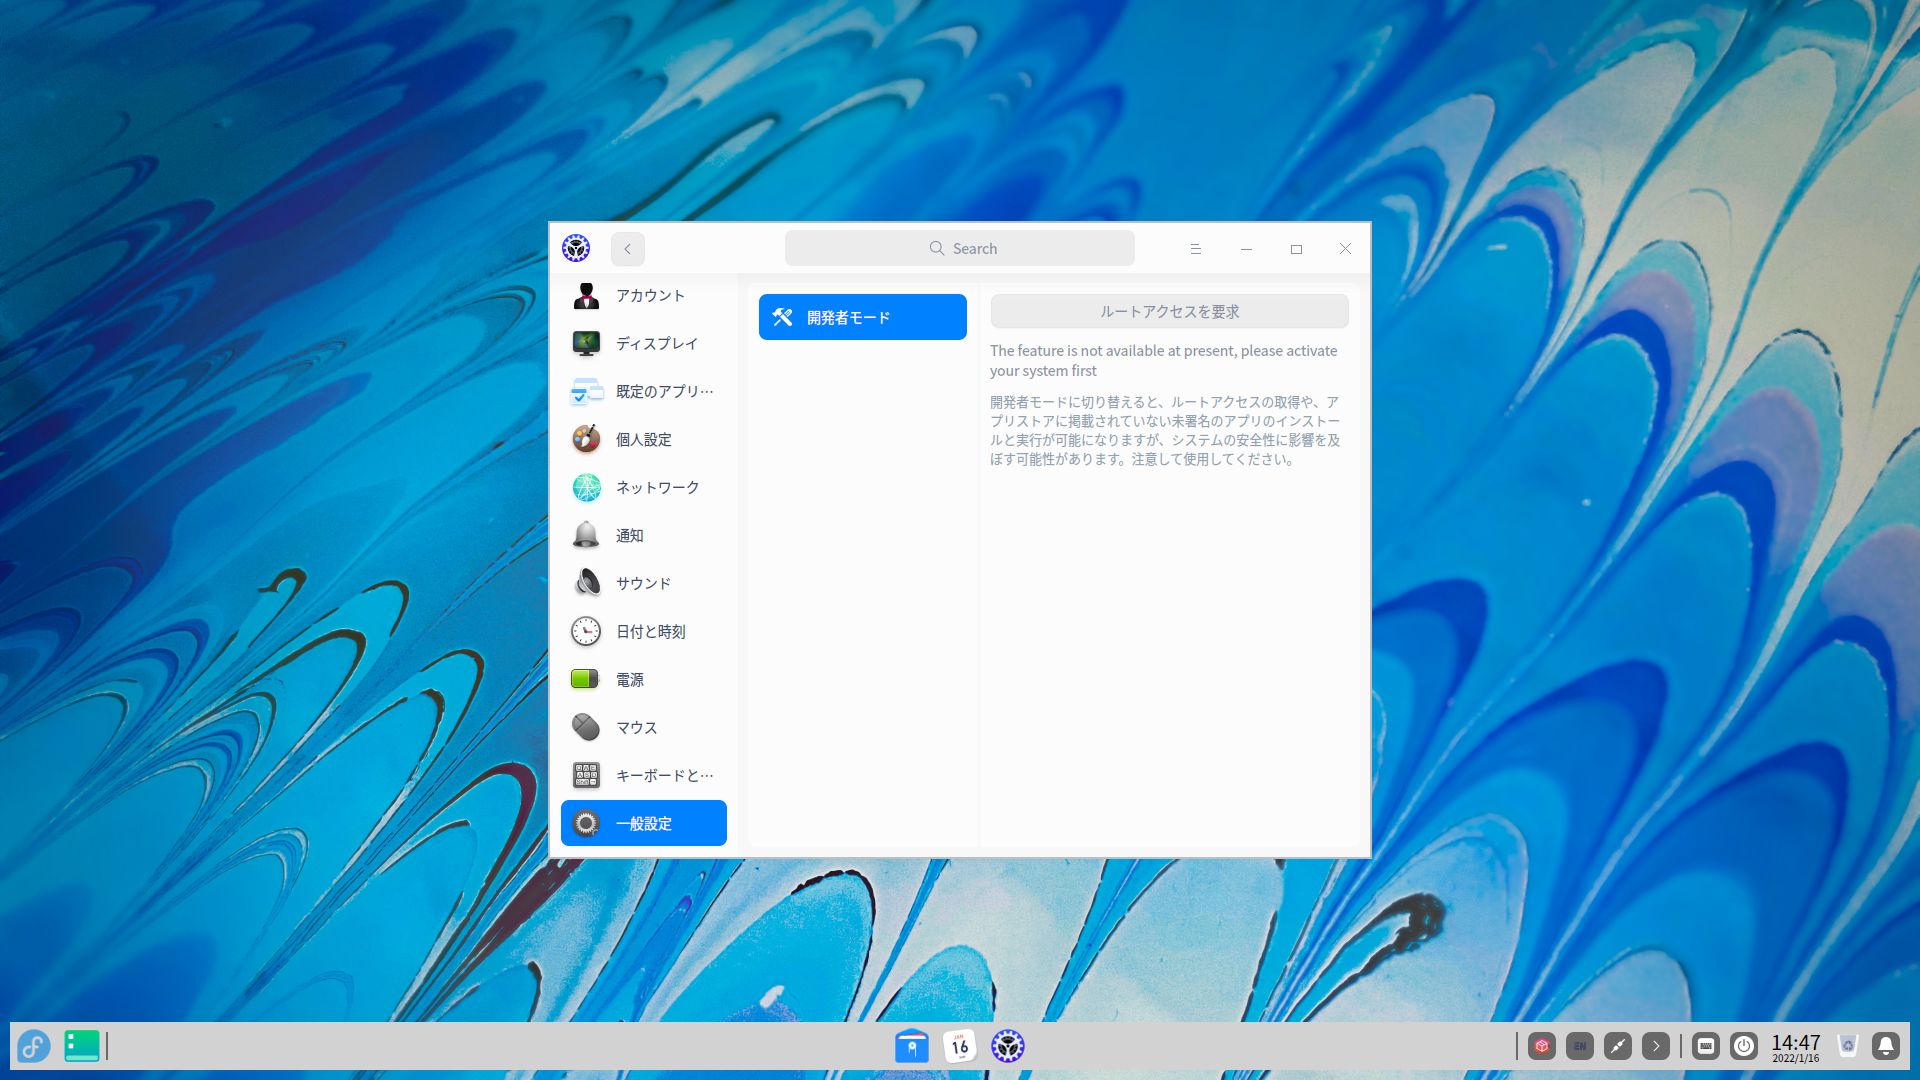 Search
アカウント
ディスプレイ
既定のアプリ…
個人設定
ネットワーク
通知
サウンド
日付と時刻
電源
マウス
キーボードと…
一般設定
開発者モード
ルートアクセスを要求
The feature is not available at present, please activate
your system first
開発者モードに切り替えると、ルートアクセスの取得や、ア
プリストアに掲載されていない未署名のアプリのインストー
ルと実行が可能になりますが、システムの安全性に影響を及
ぼす可能性があります。注意して使用してください。
JAN
16
EN
14:47
2022/1/16